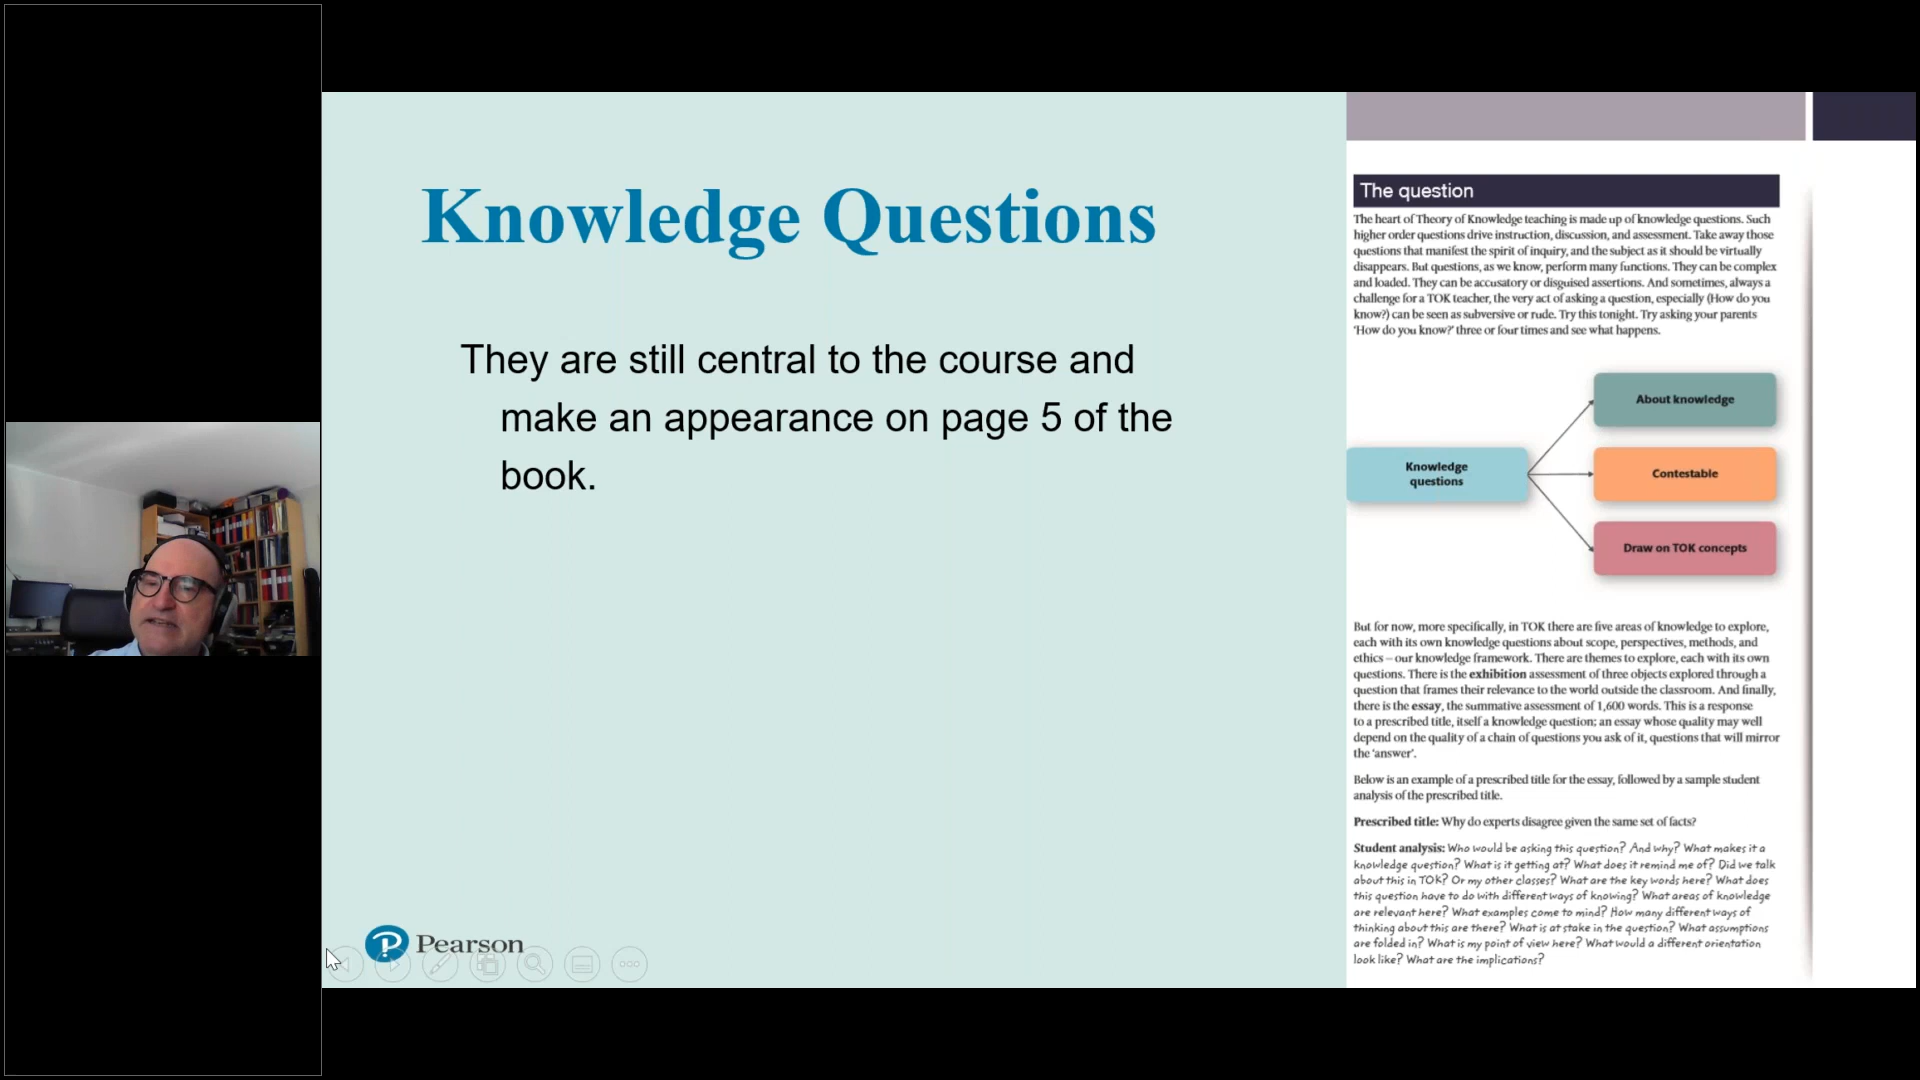 Knowledge Questions
They are still central to the course and
make an appearance on page 5 of the
book.
Pearson
The question
The heart of Theory of Knowledge teaching is made up of knowledge questions. Such
higher order questions drive instruction, discussion, and assessment. Take away those
questions that manifest the spirit of inquiry, and the subject as it should be virtually
disappears. But questions, as we know, perform many functions. They can be complex
and loaded. They can be accusatory or disguised assertions. And sometimes, always a
challenge for a TOK teacher, the very act of asking a question, especially (How do you
know?) can be seen as subversive or rude. Try this tonight. Try asking your parents
'How do you know?' three or four times and see what happens.
Knowledge
questions
About knowledge
Contestable
Draw on TOK concepts
But for now, more specifically, in TOK there are five areas of knowledge to explore,
each with its own knowledge questions about scope, perspectives, methods, and
ethics – our knowledge framework. There are themes to explore, each with its own
questions. There is the exhibition assessment of three objects explored through a
question that frames their relevance to the world outside the classroom. And finally,
there is the essay, the summative assessment of 1,600 words. This is a response
to a prescribed title, itself a knowledge question; an essay whose quality may well
depend on the quality of a chain of questions you ask of it, questions that will mirror
the 'answer'.
Below is an example of a prescribed title for the essay, followed by a sample student
analysis of the prescribed title.
Prescribed title: Why do experts disagree given the same set of facts?
Student analysis: Who would be asking this question? And why? What makes it a
knowledge question? What is it getting at? What does it remind me of? Did we talk
about this in TOK? Or my other classes? What are the key words here? What does
this question have to do with different ways of knowing? What areas of knowledge
are relevant here? What examples come to mind? How many different ways of
thinking about this are there? What is at stake in the question? What assumptions
are folded in? What is my point of view here? What would a different orientation
look like? What are the implications?